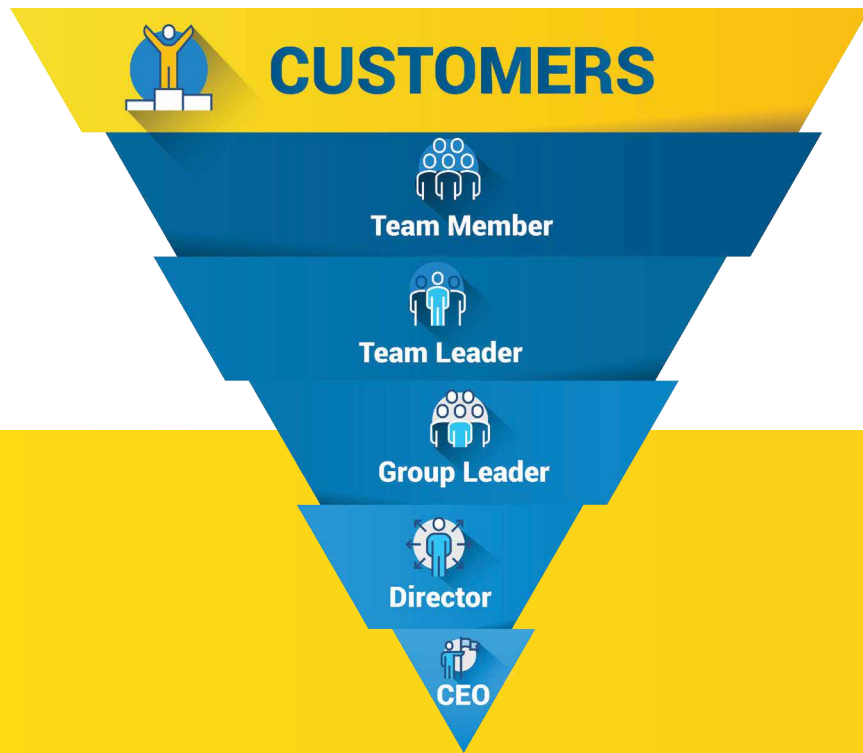 CUSTOMERS
Team Member
Team Leader
Group Leader
Director
CEO